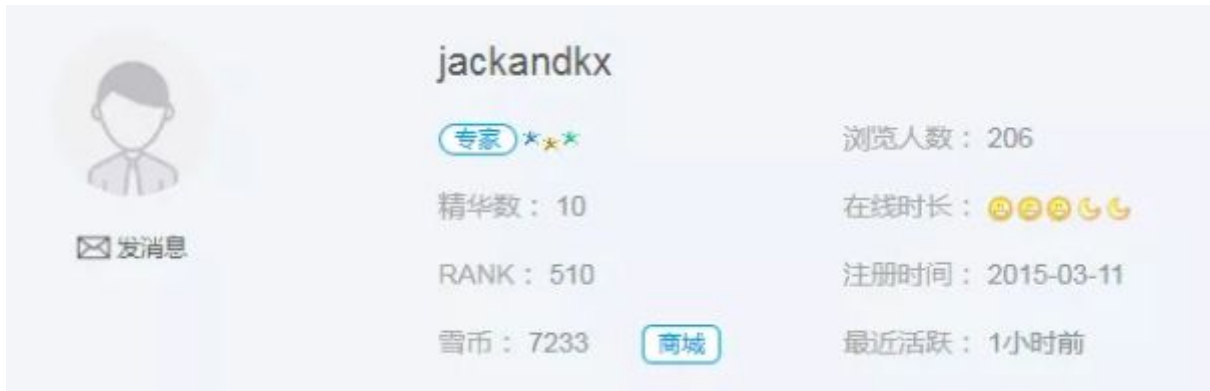 jackandkx
专家 浏览人数： 206
精华数： 10 在线时长：
发消息
RANK： 510 注册时间： 2015-03-11
雪币： 7233 商城 最近活跃： 1小时前